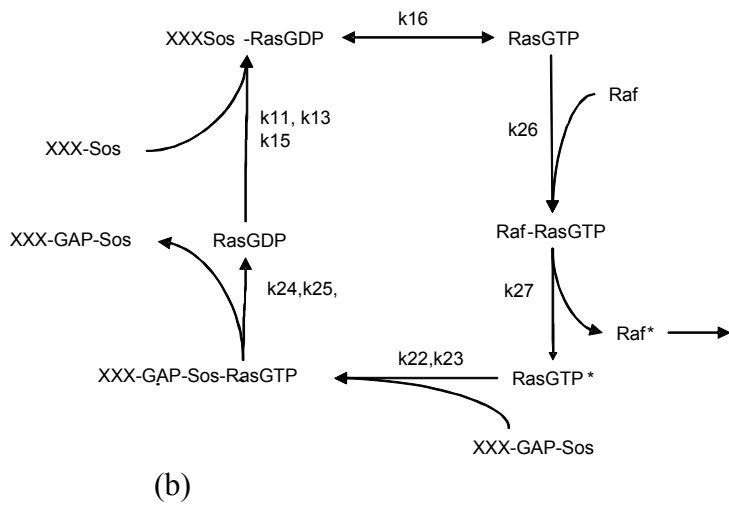 k16
XXXSos -RasGDP
RasGTP
Raf
k11, k13
k15
k26
XXX-Sos
XXX-GAP-Sos
RasGDP
Raf-RasGTP
k24,k25,
k27
Raf*
k22,k23
XXX-GAP-Sos-RasGTP
RasGTP*
XXX-GAP-Sos
(b)